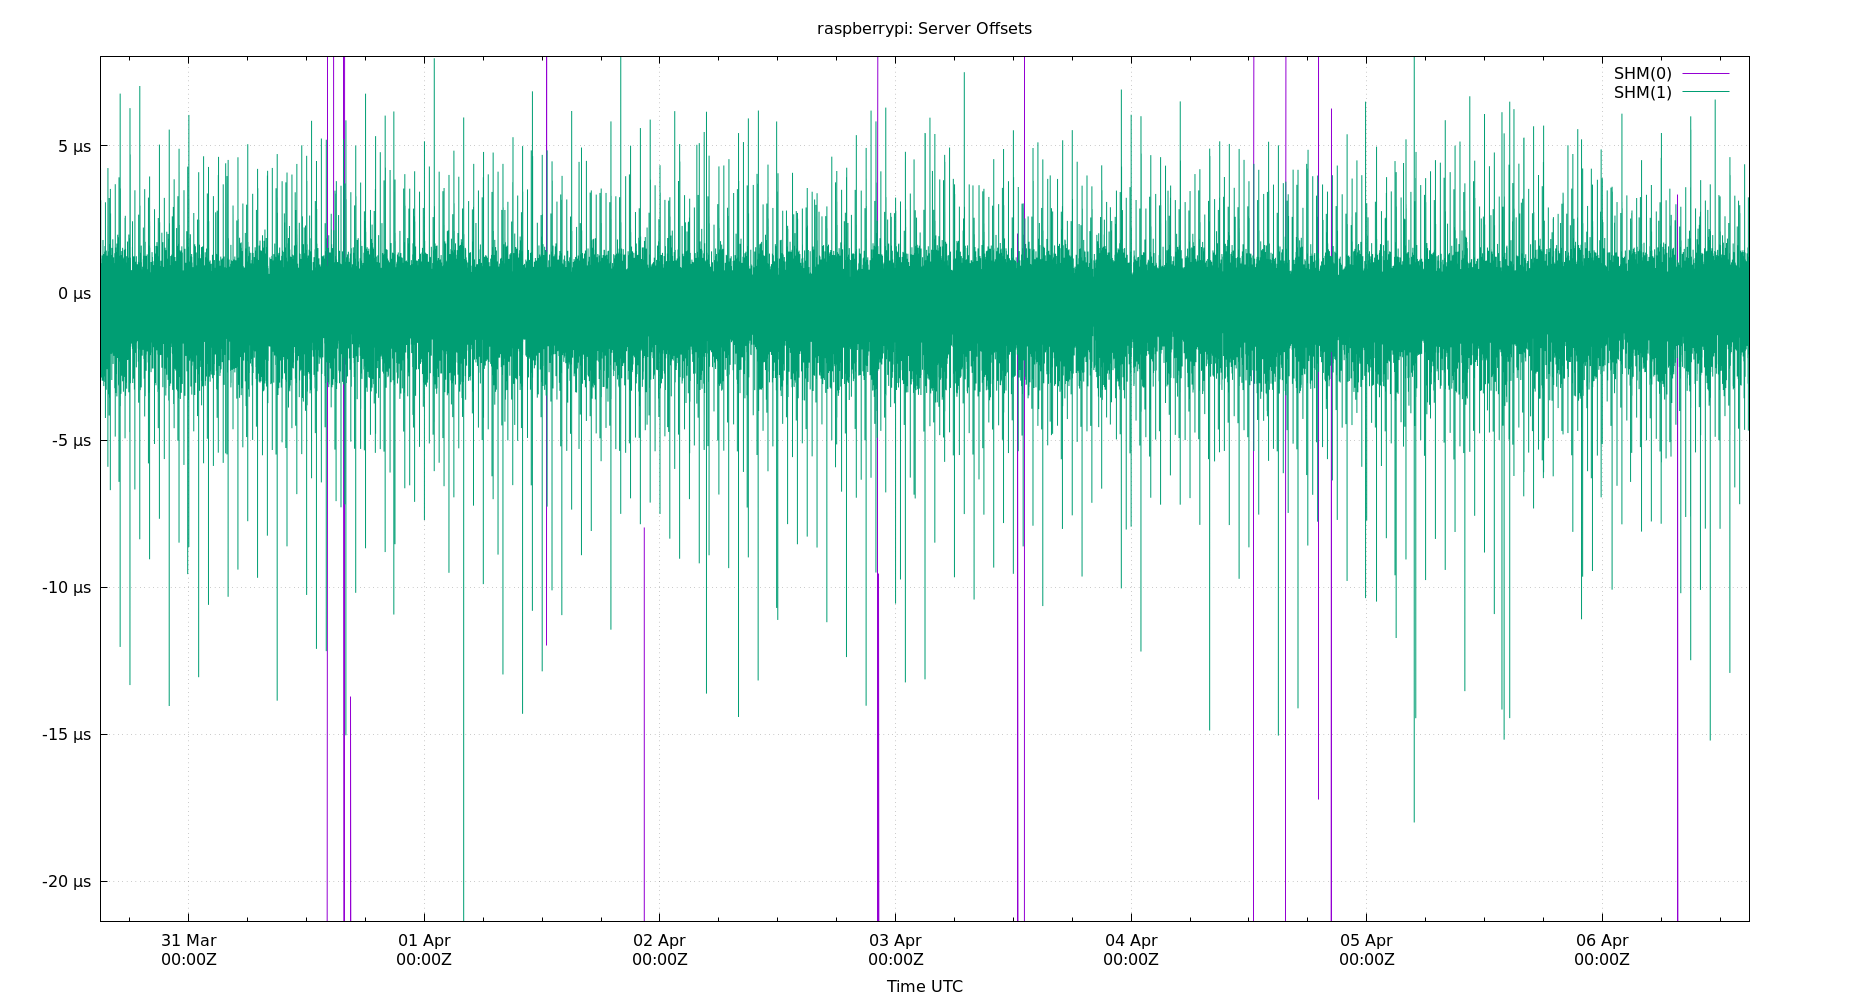 raspberrypi: Server Offsets
SHM(0)
SHM(1)
5 µs
0 µs
-5 µs
-10 µs
-15 µs
-20 µs
31 Mar 01 Apr 02 Apr 03 Apr 04 Apr 05 Apr 06 Apr
00:00Z 00:00Z 00:00Z 00:00Z 00:00Z 00:00Z 00:00Z
Time UTC